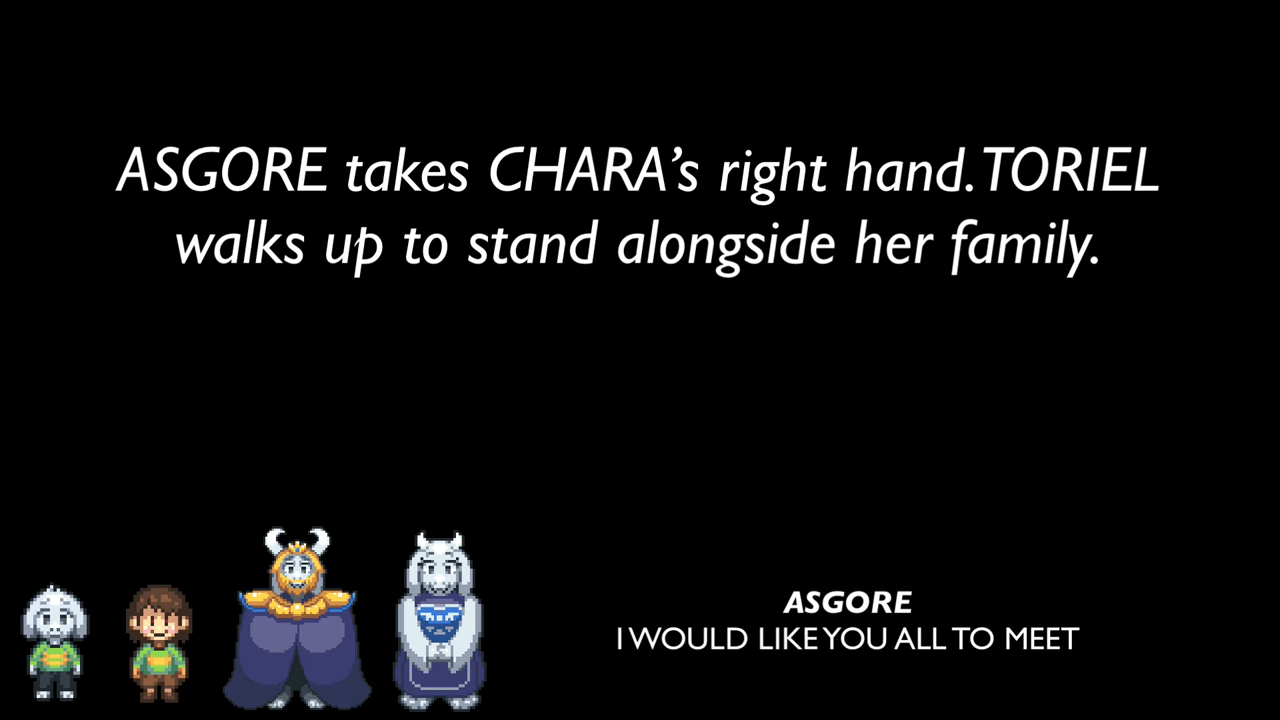 ASGORE takes CHARA’s right hand. TORIEL
walks up to stand alongside her family.
ASGORE
I WOULD LIKE YOU ALL TO MEET